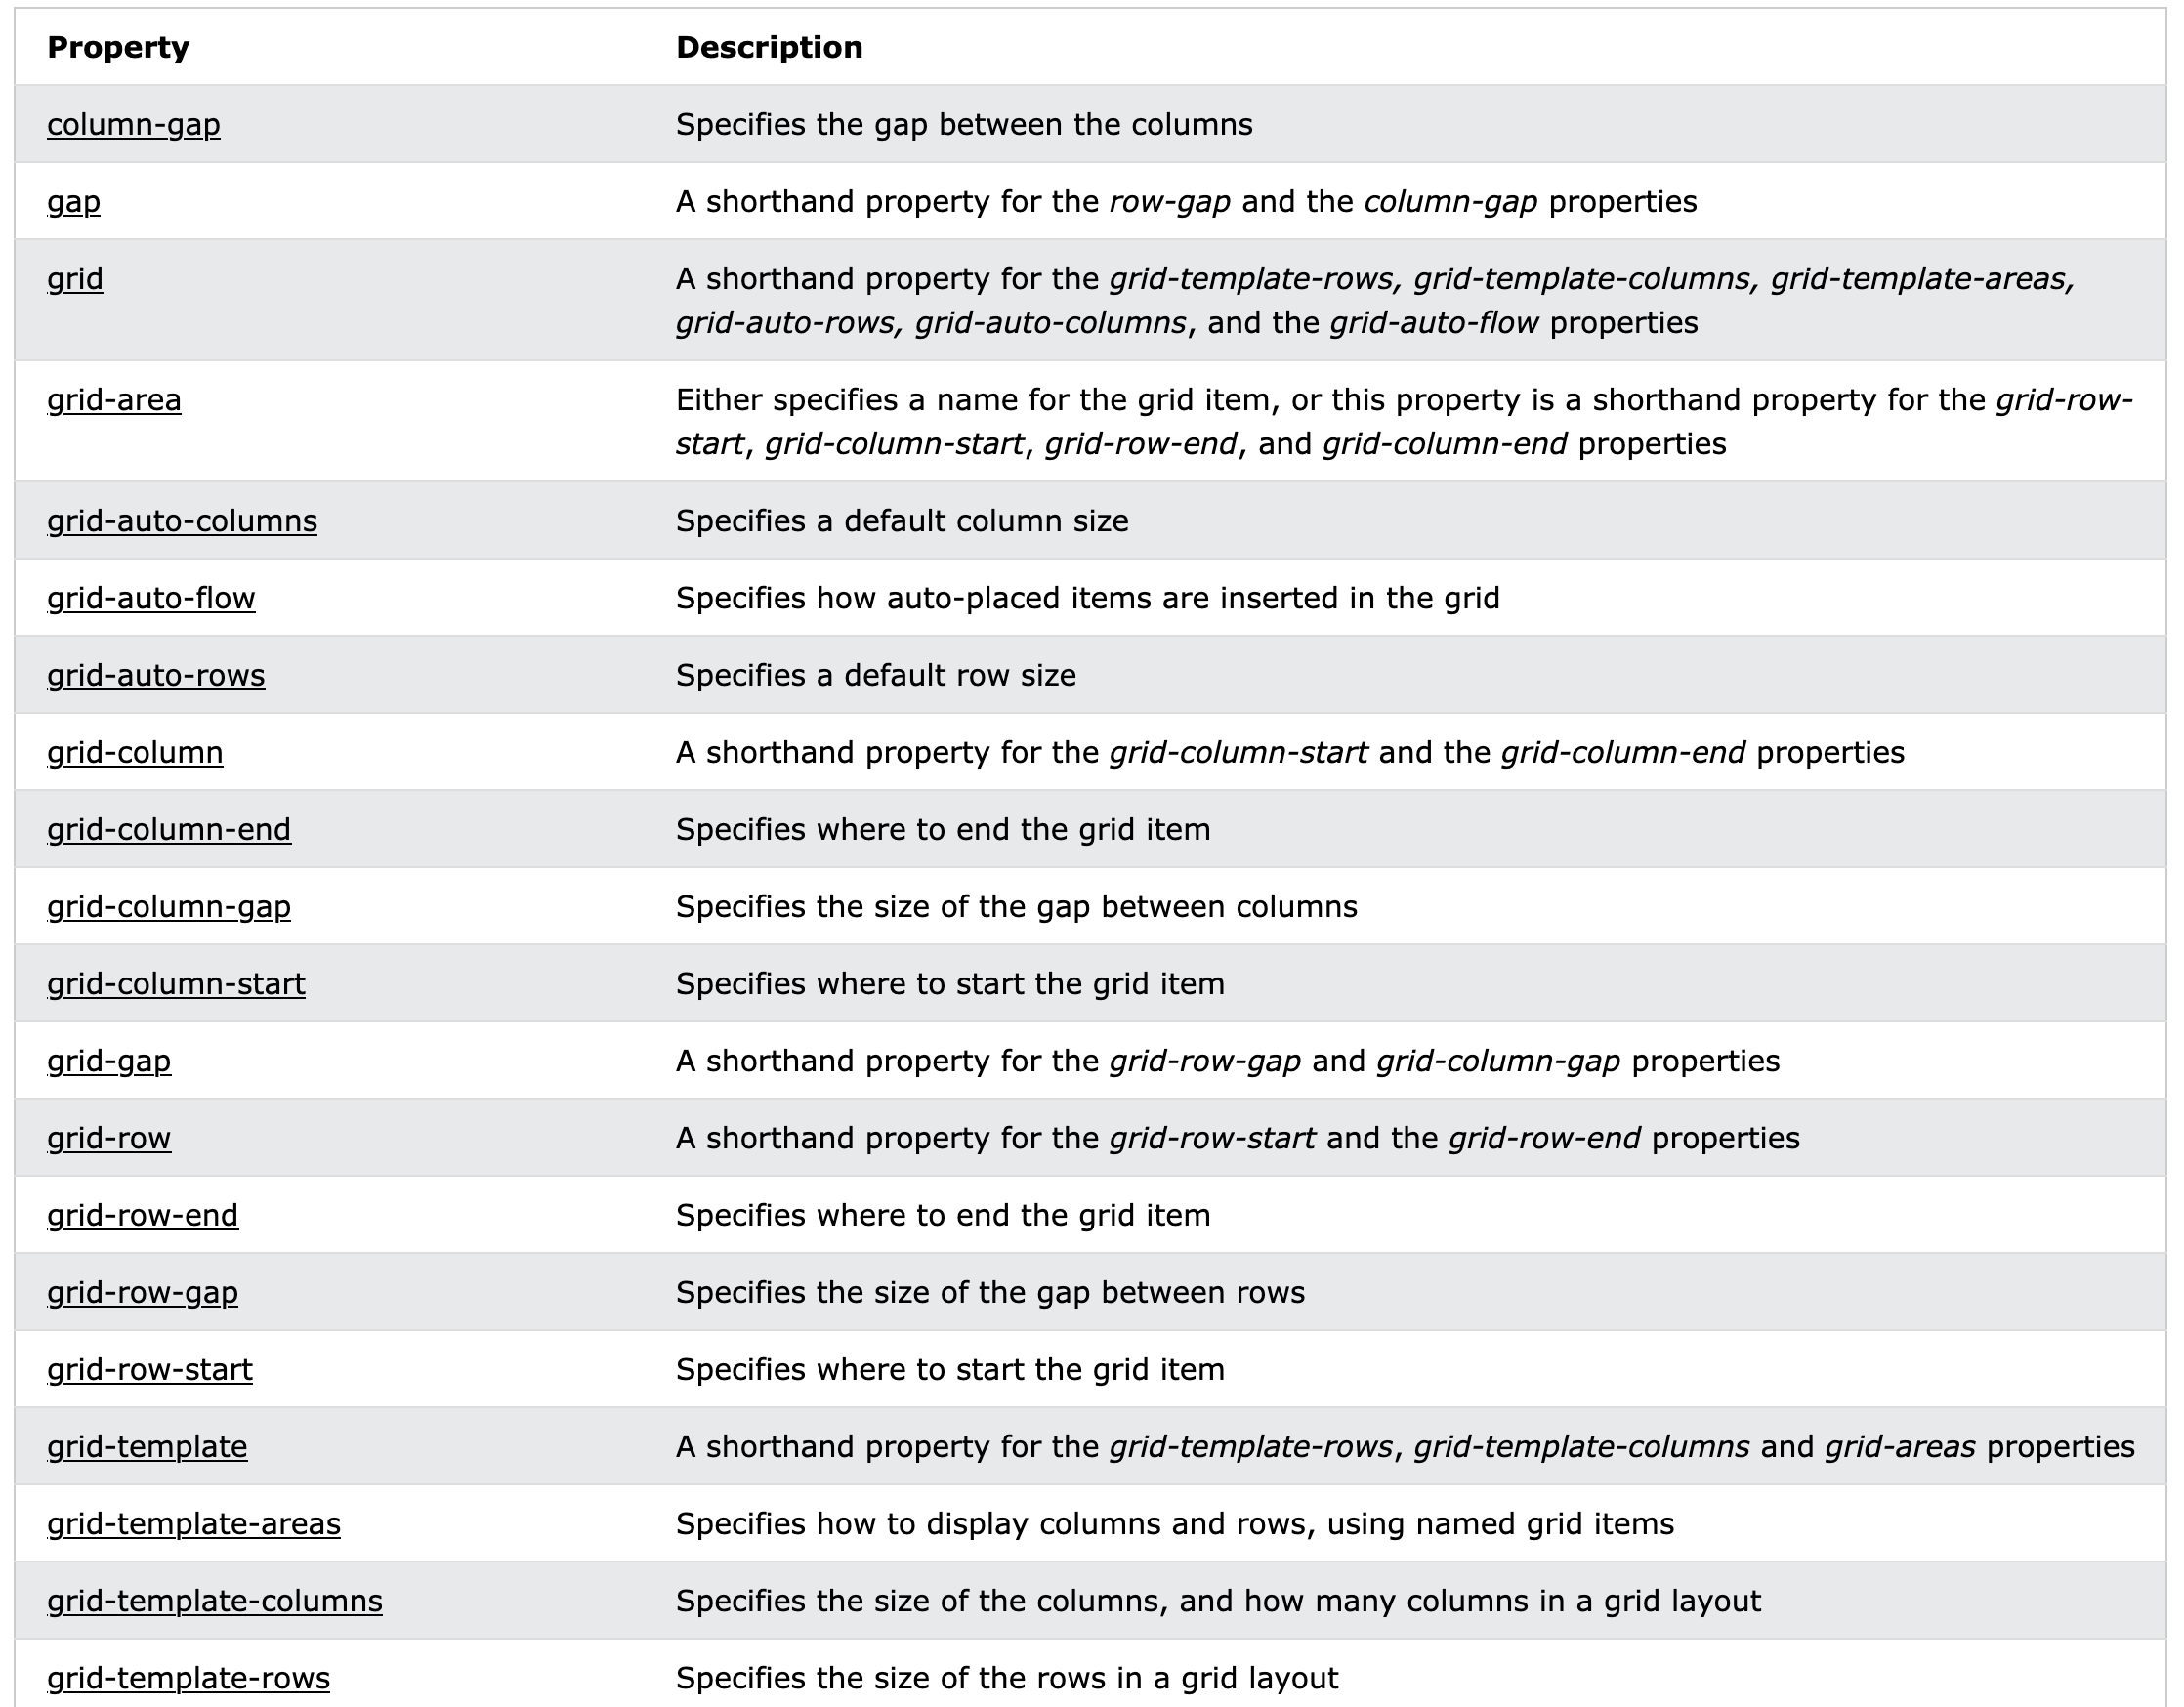 Property Description
column-gap Specifies the gap between the columns
gap A shorthand property for the row-gap and the column-gap properties
grid A shorthand property for the grid-template-rows, grid-template-columns, grid-template-areas,
grid-auto-rows, grid-auto-columns, and the grid-auto-flow properties
grid-area Either specifies a name for the grid item, or this property is a shorthand property for the grid-row-
start, grid-column-start, grid-row-end, and grid-column-end properties
grid-auto-columns Specifies a default column size
grid-auto-flow Specifies how auto-placed items are inserted in the grid
grid-auto-rows Specifies a default row size
grid-column A shorthand property for the grid-column-start and the grid-column-end properties
grid-column-end Specifies where to end the grid item
grid-column-gap Specifies the size of the gap between columns
grid-column-start Specifies where to start the grid item
grid-gap A shorthand property for the grid-row-gap and grid-column-gap properties
grid-row A shorthand property for the grid-row-start and the grid-row-end properties
grid-row-end Specifies where to end the grid item
grid-row-gap Specifies the size of the gap between rows
grid-row-start Specifies where to start the grid item
grid-template A shorthand property for the grid-template-rows, grid-template-columns and grid-areas properties
grid-template-areas Specifies how to display columns and rows, using named grid items
grid-template-columns Specifies the size of the columns, and how many columns in a grid layout
grid-template-rows Specifies the size of the rows in a grid layout